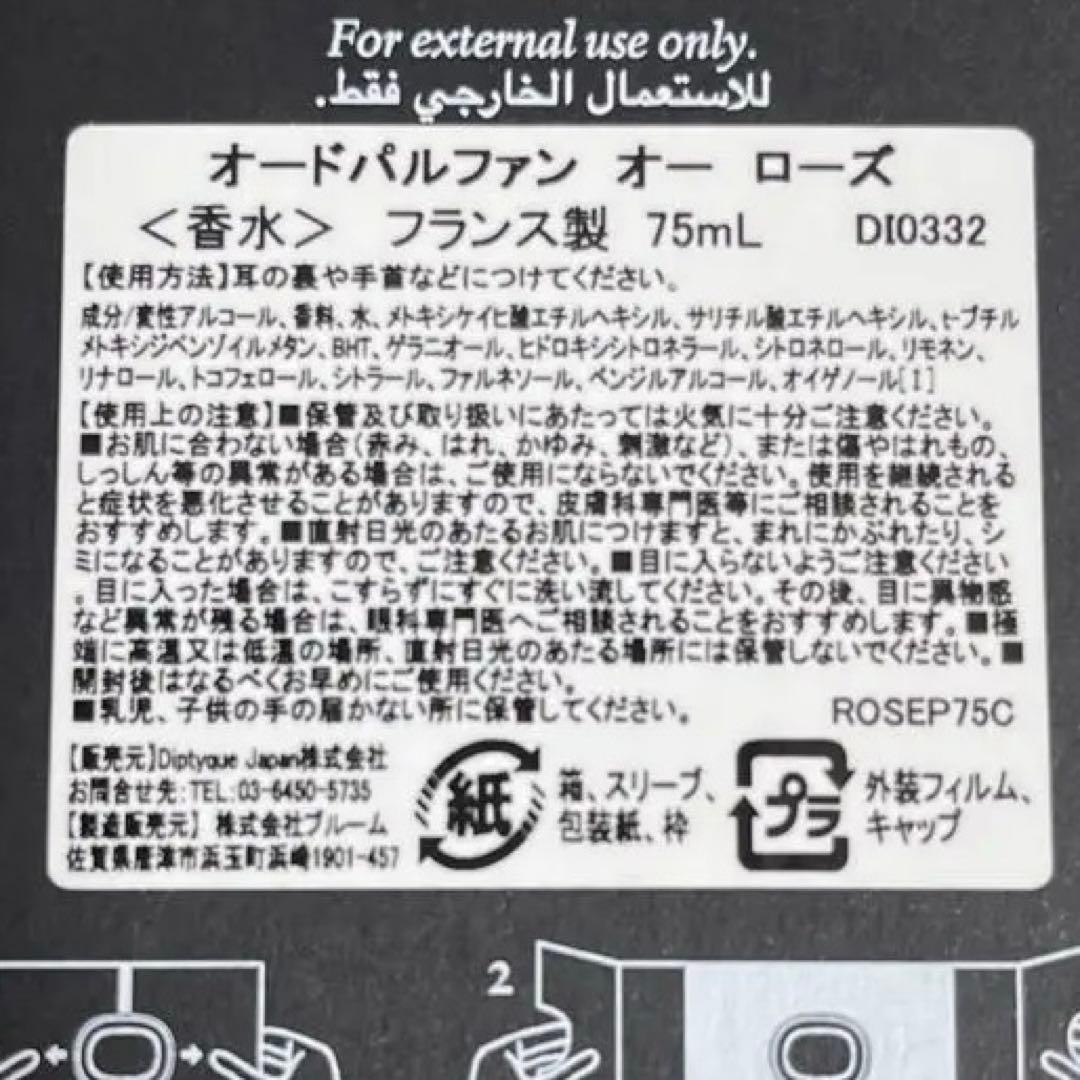 For external use only.
للاستعمال الخارجي فقط.
オードパルファン オー ローズ
＜香水＞ フランス製 75mL DI0332
【使用方法】耳の裏や手首などにつけてください。
成分/変性アルコール、香料、水、メトキシケイヒ酸エチルヘキシル、サリチル酸エチルヘキシル、t-ブチル
メトキシジベンゾイルメタン、BHT、ゲラニオール、ヒドロキシシトロネラール、シトロネロール、リモネン、
リナロール、トコフェロール、シトラール、ファルネソール、ベンジルアルコール、オイゲノール[I]
【使用上の注意】■保管及び取り扱いにあたっては火気に十分ご注意ください。
■お肌に合わない場合(赤み、はれ、かゆみ、刺激など)、または傷やはれもの、
しっしん等の異常がある場合は、ご使用にならないでください。使用を継続される
と症状を悪化させることがありますので、皮膚科専門医等にご相談されることを
おすすめします。■直射日光のあたるお肌につけますと、まれにかぶれたり、シ
ミになることがありますので、ご注意ください。■目に入らないようご注意ください
。目に入った場合は、こすらずにすぐに洗い流してください。その後、目に異物感
など異常が残る場合は、眼科専門医へご相談されることをおすすめします。■極
端に高温又は低温の場所、直射日光のあたる場所には保管しないでください。■
開封後はなるべくお早めにご使用ください。
■乳児、子供の手の届かない所に保管してください。 ROSEP75C
【販売元】Diptyque Japan株式会社
お問合せ先:TEL:03-6450-5735
【製造販売元】 株式会社ブルーム
佐賀県唐津市浜玉町浜崎1901-457
紙
箱、スリーブ、
包装紙、枠
プラ
外装フィルム、
キャップ
2